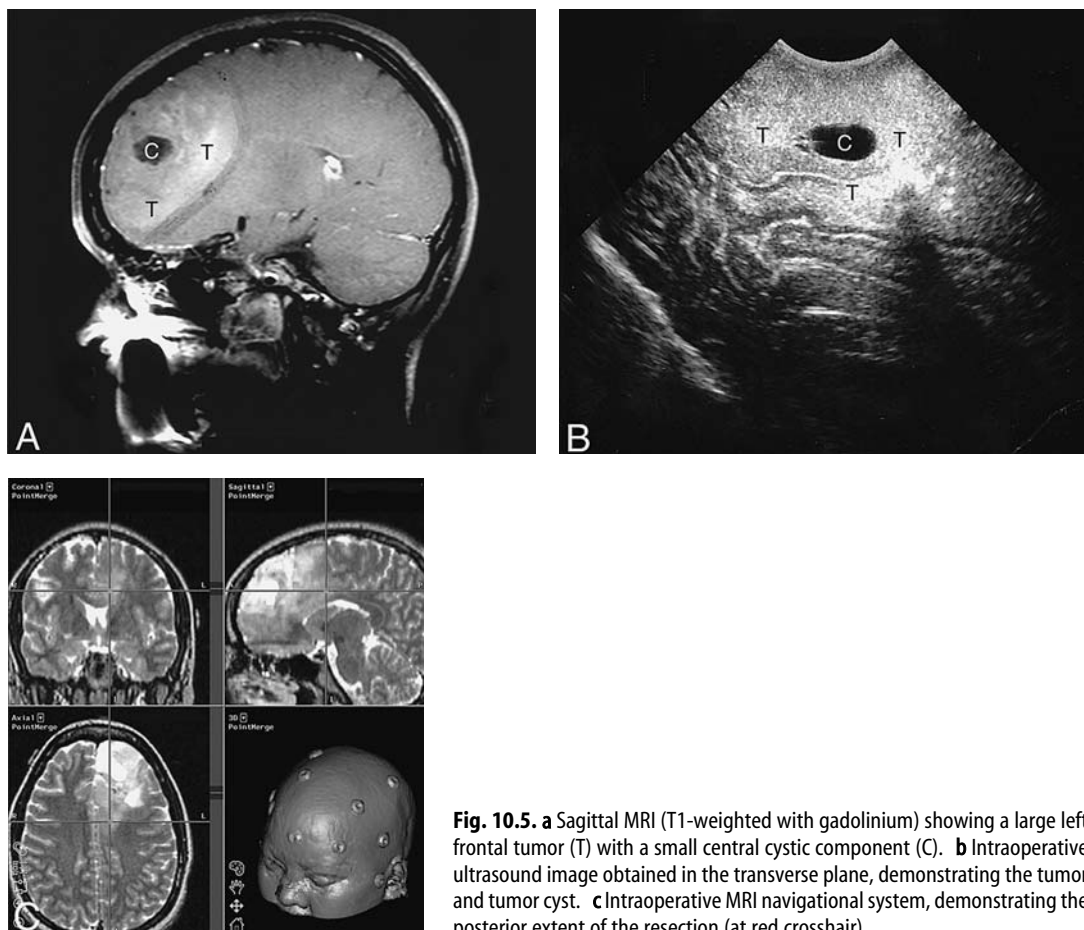 C
T
T
A
T
C
T
T
B
Coronal
PointMerge
L
Sagittal
PointMerge
Axial
PointMerge
L
3D
PointMerge
Fig. 10.5. a Sagittal MRI (T1-weighted with gadolinium) showing a large left
frontal tumor (T) with a small central cystic component (C). b Intraoperative
ultrasound image obtained in the transverse plane, demonstrating the tumor
and tumor cyst. c Intraoperative MRI navigational system, demonstrating the
posterior extent of the resection (at red crosshair)